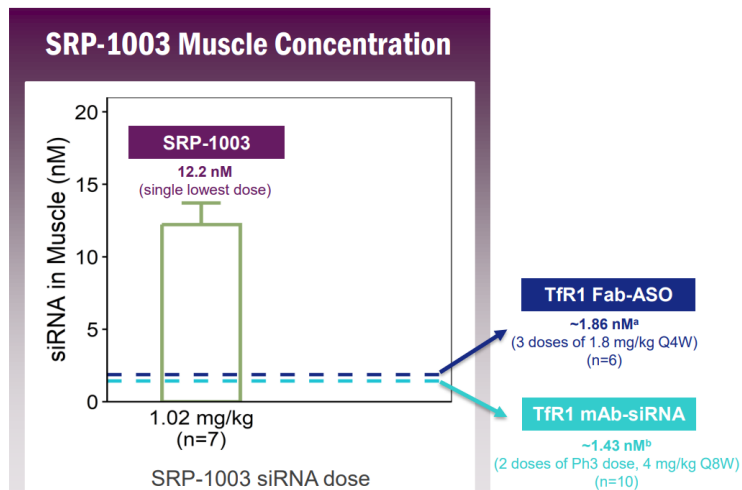 SRP-1003 Muscle Concentration
siRNA in Muscle (nM)
20
15
10
5
0
SRP-1003
12.2 nM
(single lowest dose)
1.02 mg/kg
(n=7)
SRP-1003 siRNA dose
TfR1 Fab-ASO
~1.86 nMᵃ
(3 doses of 1.8 mg/kg Q4W)
(n=6)
TfR1 mAb-siRNA
~1.43 nMᵇ
(2 doses of Ph3 dose, 4 mg/kg Q8W)
(n=10)